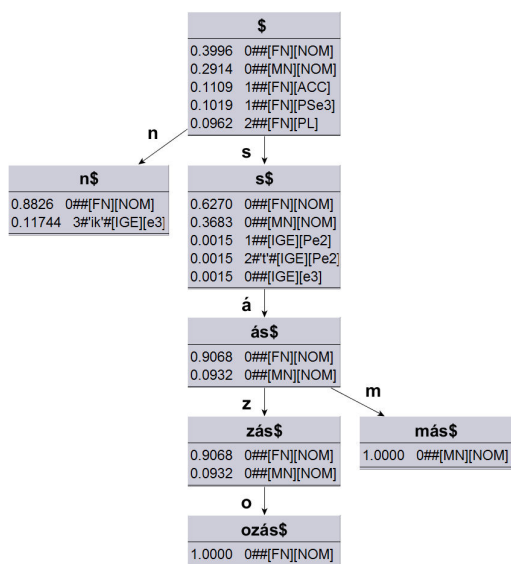 $
0.3996 0##[FN][NOM]
0.2914 0##[MN][NOM]
0.1109 1##[FN][ACC]
0.1019 1##[FN][PSe3]
0.0962 2##[FN][PL]
n
s
n$
0.8826 0##[FN][NOM]
0.11744 3#'ik'#[IGE][e3]
s$
0.6270 0##[FN][NOM]
0.3683 0##[MN][NOM]
0.0015 1##[IGE][Pe2]
0.0015 2#'t'#[IGE][Pe2]
0.0015 0##[IGE][e3]
á
ás$
0.9068 0##[FN][NOM]
0.0932 0##[MN][NOM]
z
m
zás$
0.9068 0##[FN][NOM]
0.0932 0##[MN][NOM]
más$
1.0000 0##[MN][NOM]
o
ozás$
1.0000 0##[FN][NOM]